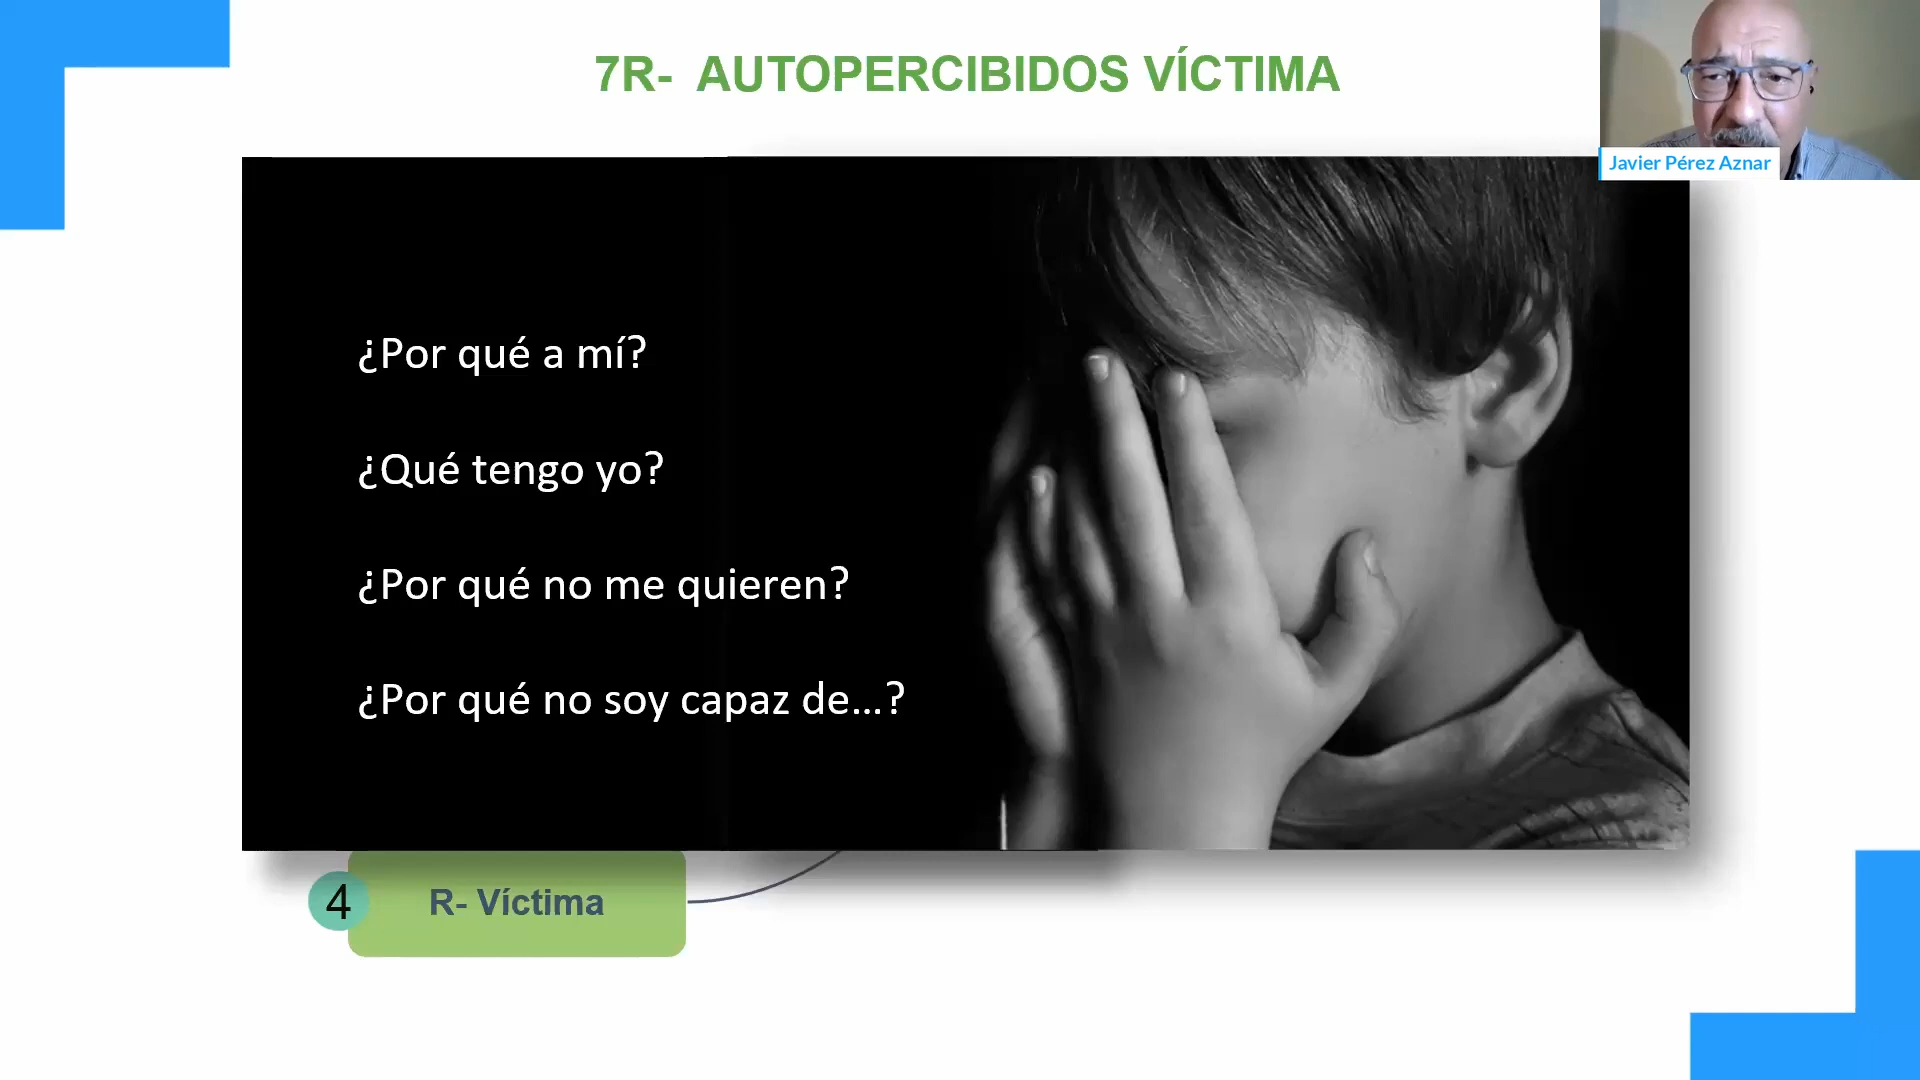 7R- AUTOPERCIBIDOS VÍCTIMA
Javier Pérez Aznar
¿Por qué a mí?
¿Qué tengo yo?
¿Por qué no me quieren?
¿Por qué no soy capaz de...?
4
R- Víctima